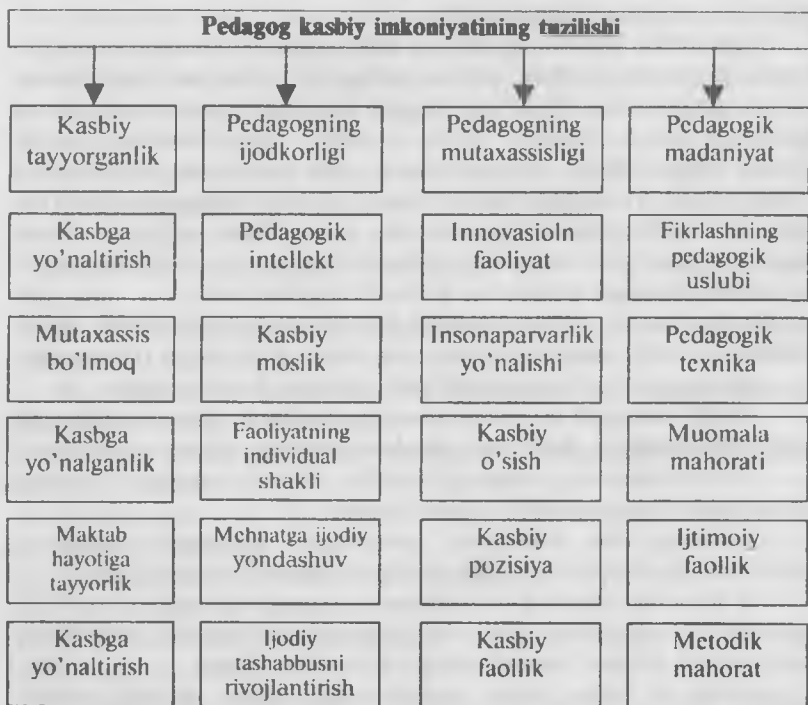 Pedagog kasbiy imkoniyatining tuzilishi
Kasbiy
tayyorganlik
Pedagogning
ijodkorligi
Pedagogning
mutaxassisligi
Pedagogik
madaniyat
Kasbga
yo'naltirish
Pedagogik
intellekt
Innovasioln
faoliyat
Fikrlashning
pedagogik
uslubi
Mutaxassis
bo'lmoq
Kasbiy
moslik
Insonaparvarlik
yo'nalishi
Pedagogik
texnika
Kasbga
yo'nalganlik
Faoliyatning
individual
shakli
Kasbiy
o'sish
Muomala
mahorati
Maktab
hayotiga
tayyorlik
Mehnatga ijodiy
yondashuv
Kasbiy
pozisiya
Ijtimoiy
faollik
Kasbga
yo'naltirish
Ijodiy
tashabbusni
rivojlantirish
Kasbiy
faollik
Metodik
mahorat